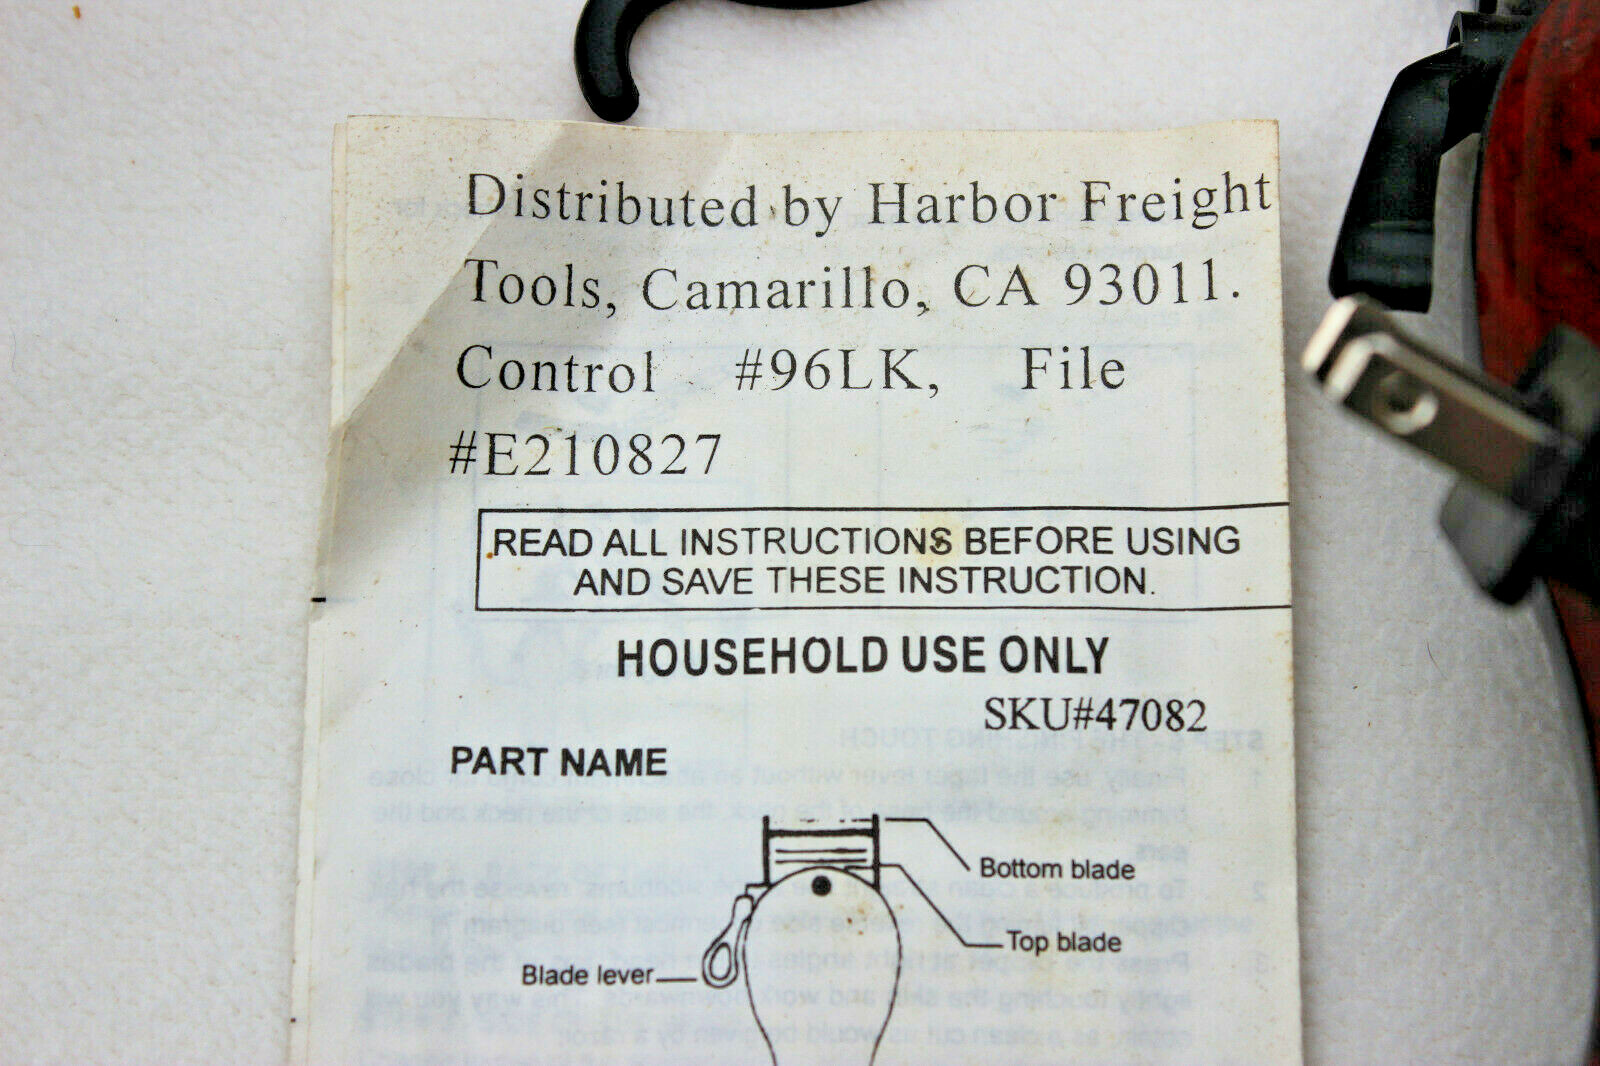 Distributed by Harbor Freight
Tools, Camarillo, CA 93011.
Control #96LK, File
#E210827
READ ALL INSTRUCTIONS BEFORE USING
AND SAVE THESE INSTRUCTION.
HOUSEHOLD USE ONLY
SKU#47082
PART NAME
Bottom blade
Top blade
Blade lever